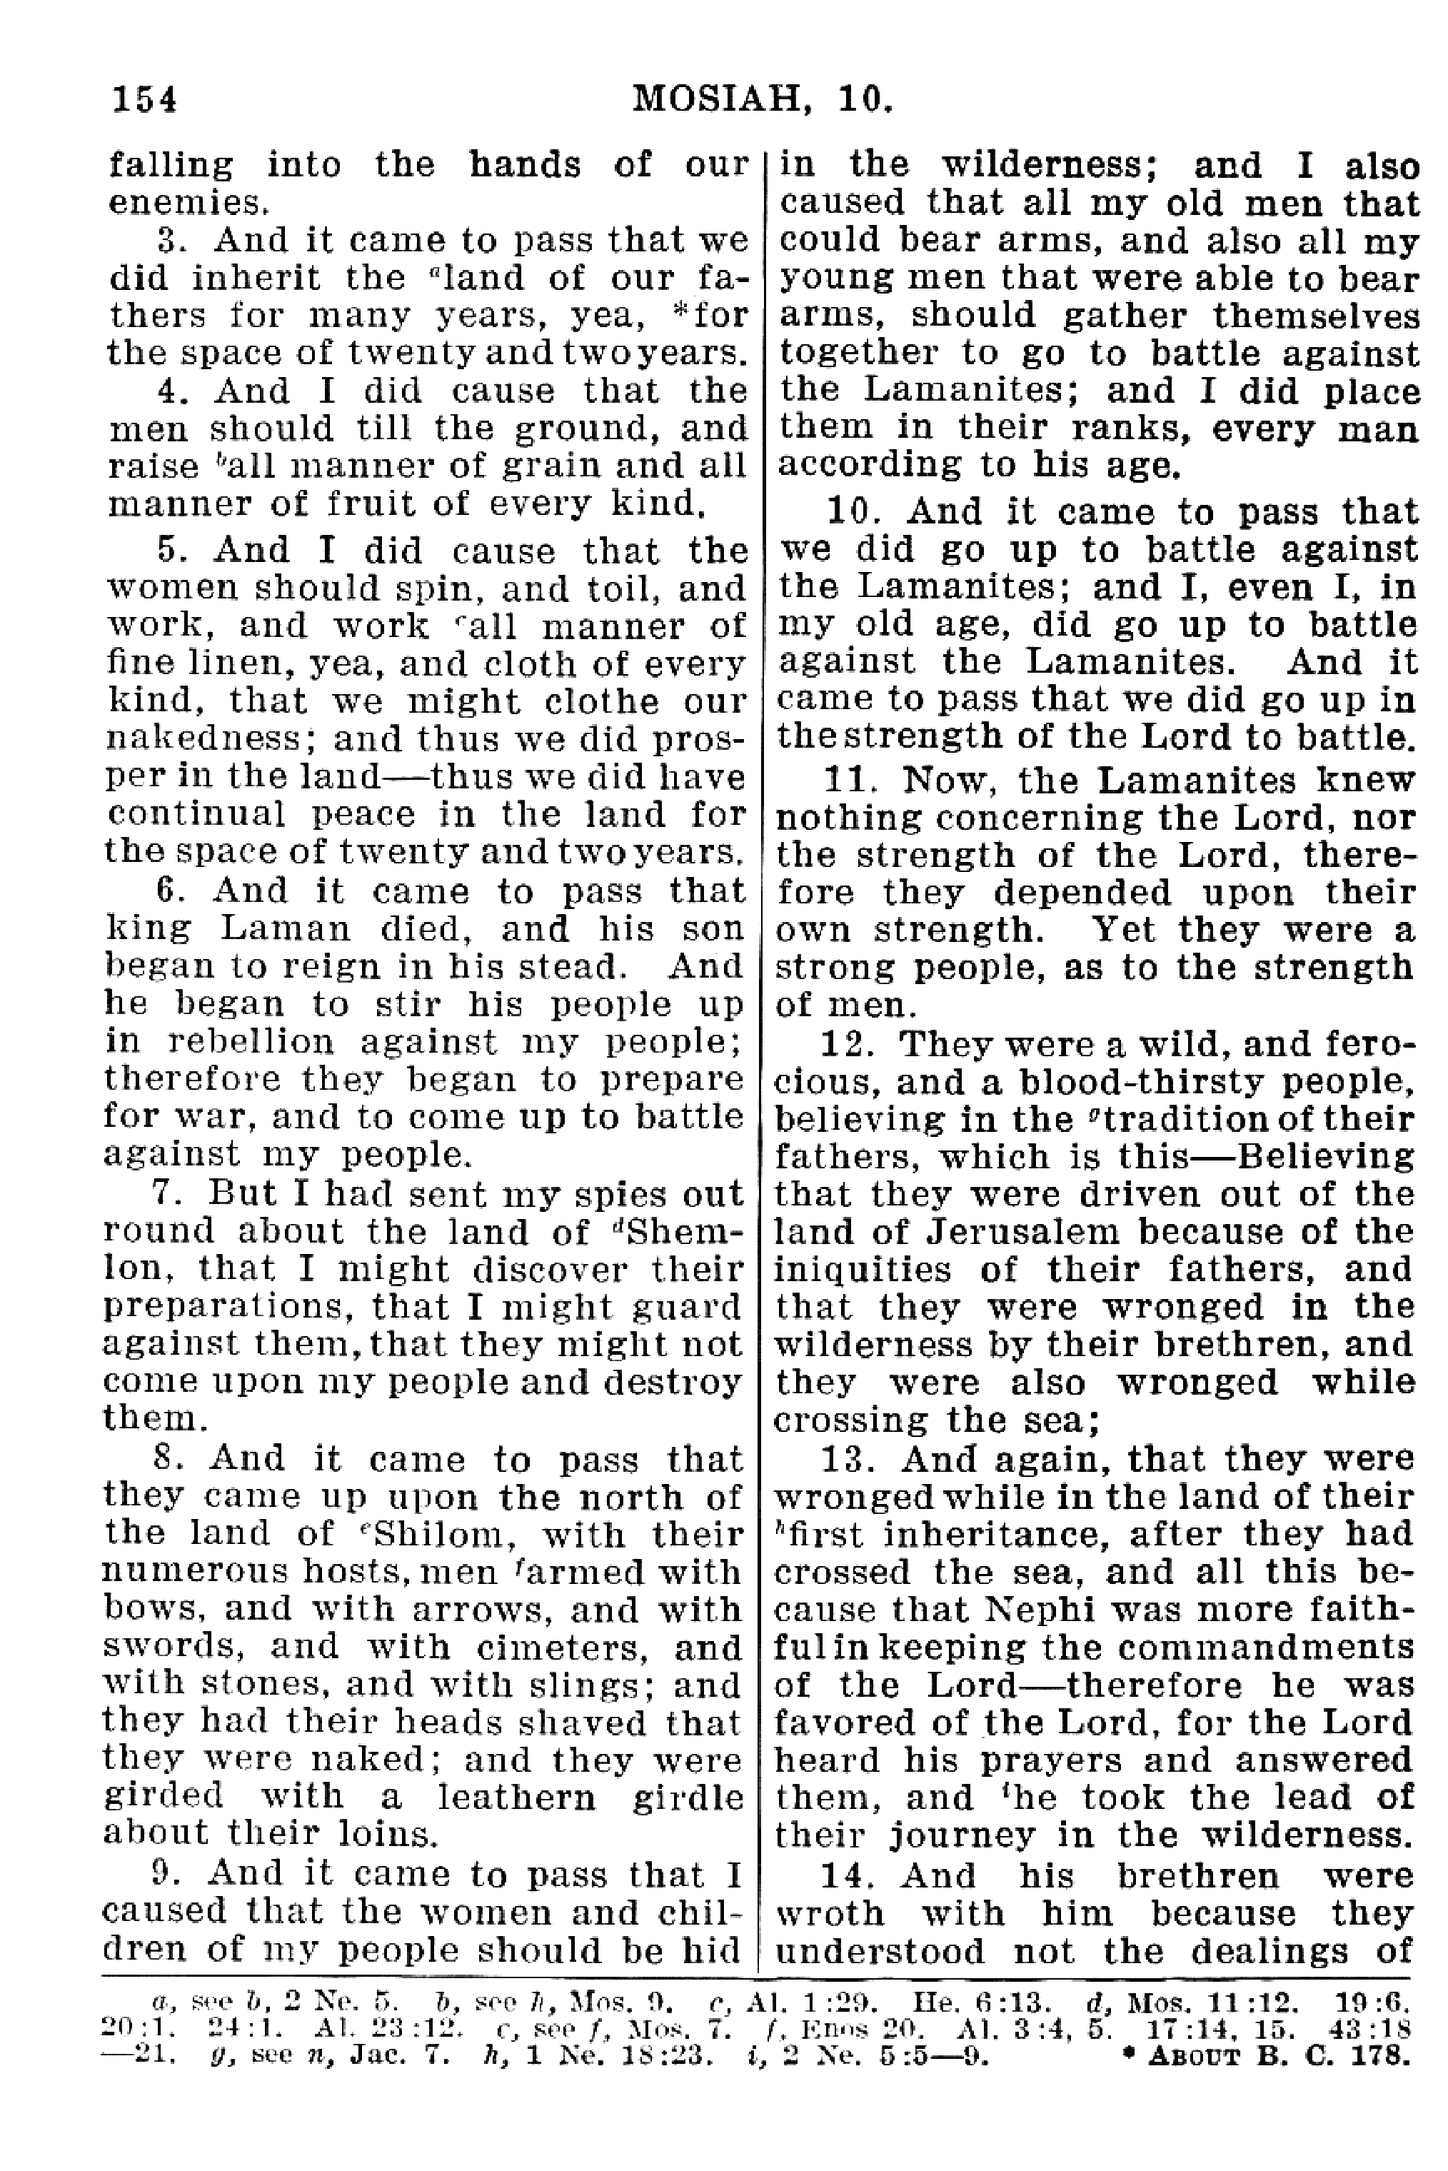 154 MOSIAH, 10.
falling into the hands of our
enemies.
3. And it came to pass that we
did inherit the ᵃland of our fa-
thers for many years, yea, *for
the space of twenty and two years.
4. And I did cause that the
men should till the ground, and
raise ᵇall manner of grain and all
manner of fruit of every kind.
5. And I did cause that the
women should spin, and toil, and
work, and work ᶜall manner of
fine linen, yea, and cloth of every
kind, that we might clothe our
nakedness; and thus we did pros-
per in the land—thus we did have
continual peace in the land for
the space of twenty and two years.
6. And it came to pass that
king Laman died, and his son
began to reign in his stead. And
he began to stir his people up
in rebellion against my people;
therefore they began to prepare
for war, and to come up to battle
against my people.
7. But I had sent my spies out
round about the land of ᵈShem-
lon, that I might discover their
preparations, that I might guard
against them, that they might not
come upon my people and destroy
them.
8. And it came to pass that
they came up upon the north of
the land of ᵉShilom, with their
numerous hosts, men ᶠarmed with
bows, and with arrows, and with
swords, and with cimeters, and
with stones, and with slings; and
they had their heads shaved that
they were naked; and they were
girded with a leathern girdle
about their loins.
9. And it came to pass that I
caused that the women and chil-
dren of my people should be hid
in the wilderness; and I also
caused that all my old men that
could bear arms, and also all my
young men that were able to bear
arms, should gather themselves
together to go to battle against
the Lamanites; and I did place
them in their ranks, every man
according to his age.
10. And it came to pass that
we did go up to battle against
the Lamanites; and I, even I, in
my old age, did go up to battle
against the Lamanites. And it
came to pass that we did go up in
the strength of the Lord to battle.
11. Now, the Lamanites knew
nothing concerning the Lord, nor
the strength of the Lord, there-
fore they depended upon their
own strength. Yet they were a
strong people, as to the strength
of men.
12. They were a wild, and fero-
cious, and a blood-thirsty people,
believing in the ᵍtradition of their
fathers, which is this—Believing
that they were driven out of the
land of Jerusalem because of the
iniquities of their fathers, and
that they were wronged in the
wilderness by their brethren, and
they were also wronged while
crossing the sea;
13. And again, that they were
wronged while in the land of their
ʰfirst inheritance, after they had
crossed the sea, and all this be-
cause that Nephi was more faith-
ful in keeping the commandments
of the Lord—therefore he was
favored of the Lord, for the Lord
heard his prayers and answered
them, and ⁱhe took the lead of
their journey in the wilderness.
14. And his brethren were
wroth with him because they
understood not the dealings of
a, see b, 2 Ne. 5. b, see h, Mos. 9. c, Al. 1:29. He. 6:13. d, Mos. 11:12. 19:6.
20:1. 24:1. Al. 23:12. e, see f, Mos. 7. f, Enos 20. Al. 3:4, 5. 17:14, 15. 43:18
—21. g, see n, Jac. 7. h, 1 Ne. 18:23. i, 2 Ne. 5:5—9. * ABOUT B. C. 178.